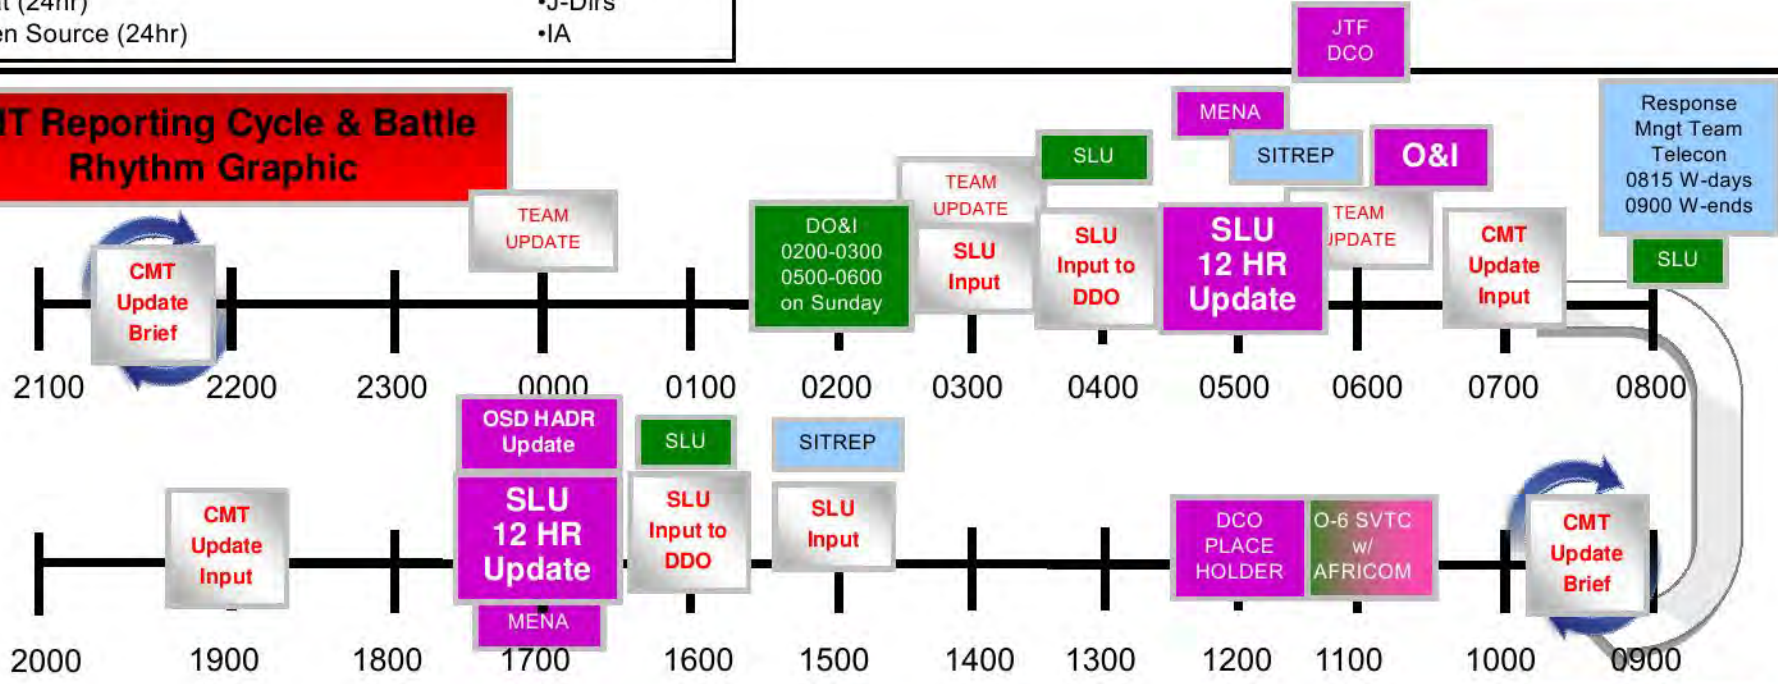 (24hr)
•J-Dirs
Source (24hr)
•IA
JTF
DCO
Reporting Cycle & Battle
Rhythm Graphic
MENA
SITREP
O&I
Response
Mngt Team
Telecon
0815 W-days
0900 W-ends
SLU
TEAM
UPDATE
TEAM
UPDATE
SLU
TEAM
UPDATE
CMT
Update
Brief
DO&I
0200-0300
0500-0600
on Sunday
SLU
Input
SLU
Input to
DDO
SLU
12 HR
Update
CMT
Update
Input
2100
2200
2300
0000
0100
0200
0300
0400
0500
0600
0700
0800
OSD HADR
Update
SLU
SITREP
CMT
Update
Input
SLU
12 HR
Update
MENA
SLU
Input to
DDO
SLU
Input
DCO
PLACE
HOLDER
O-6 SVTC
w/
AFRICOM
CMT
Update
Brief
2000
1900
1800
1700
1600
1500
1400
1300
1200
1100
1000
0900